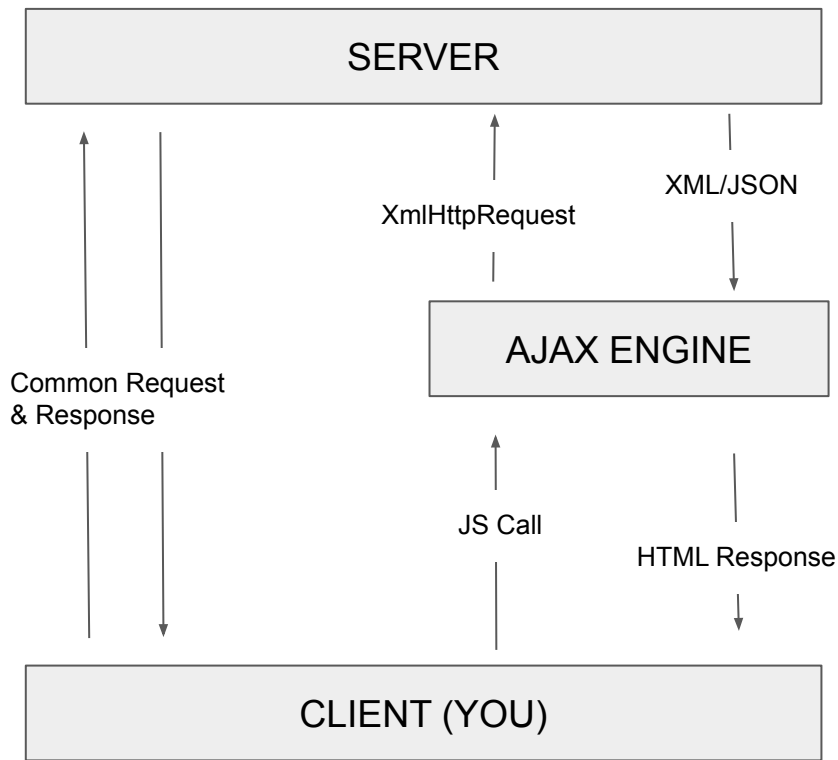 SERVER
XmlHttpRequest
XML/JSON
AJAX ENGINE
Common Request
& Response
JS Call
HTML Response
CLIENT (YOU)